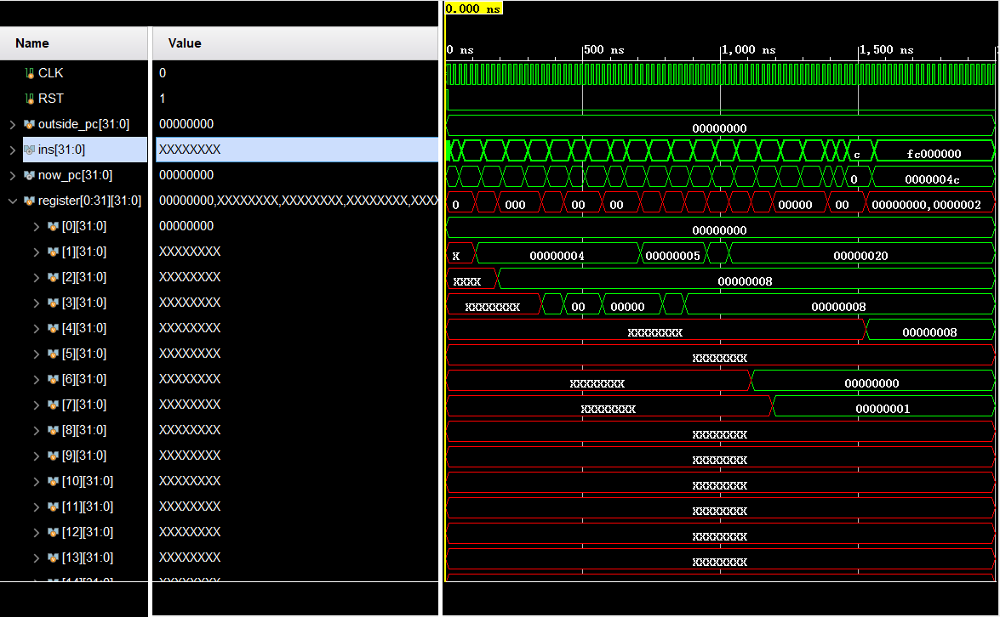 0.000 ns
Name Value
0 ns 500 ns 1,000 ns 1,500 ns
CLK 0
RST 1
outside_pc[31:0] 00000000 00000000
ins[31:0] XXXXXXXX c fc000000
now_pc[31:0] 00000000 0 0000004c
register[0:31][31:0] 00000000,XXXXXXXX,XXXXXXXX,XXXXXXXX,XXXX 0 000 00 00 00000 00 00000000,0000002
[0][31:0] 00000000 00000000
[1][31:0] XXXXXXXX X 00000004 00000005 00000020
[2][31:0] XXXXXXXX XXXX 00000008
[3][31:0] XXXXXXXX XXXXXXXX 00 00000 00000008
[4][31:0] XXXXXXXX XXXXXXXX 00000008
[5][31:0] XXXXXXXX XXXXXXXX
[6][31:0] XXXXXXXX XXXXXXXX 00000000
[7][31:0] XXXXXXXX XXXXXXXX 00000001
[8][31:0] XXXXXXXX XXXXXXXX
[9][31:0] XXXXXXXX XXXXXXXX
[10][31:0] XXXXXXXX XXXXXXXX
[11][31:0] XXXXXXXX XXXXXXXX
[12][31:0] XXXXXXXX XXXXXXXX
[13][31:0] XXXXXXXX XXXXXXXX